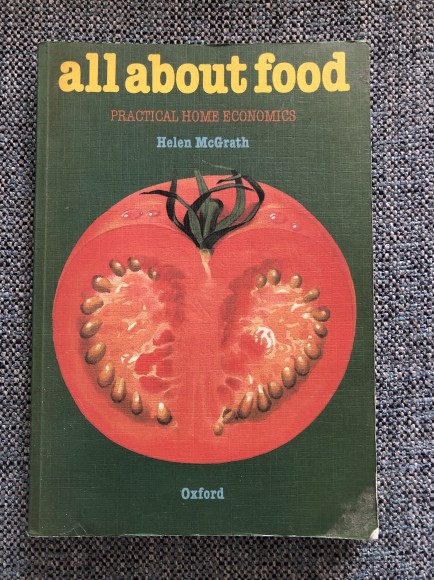 all about food
PRACTICAL HOME ECONOMICS
Helen McGrath
Oxford